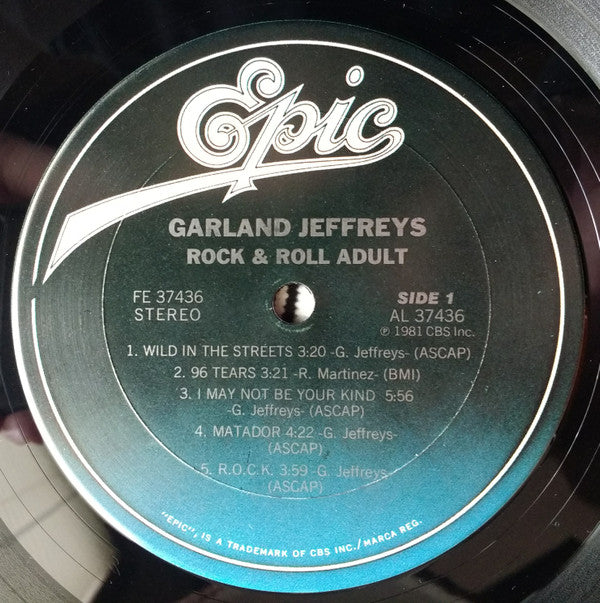 Epic
GARLAND JEFFREYS
ROCK & ROLL ADULT
FE 37436
STEREO
SIDE 1
AL 37436
℗ 1981 CBS Inc.
1. WILD IN THE STREETS 3:20 -G. Jeffreys- (ASCAP)
2. 96 TEARS 3:21 -R. Martinez- (BMI)
3. I MAY NOT BE YOUR KIND 5:56
-G. Jeffreys- (ASCAP)
4. MATADOR 4:22 -G. Jeffreys-
(ASCAP)
5. R.O.C.K. 3:59 -G. Jeffreys-
(ASCAP)
"EPIC", IS A TRADEMARK OF CBS INC./MARCA REG.